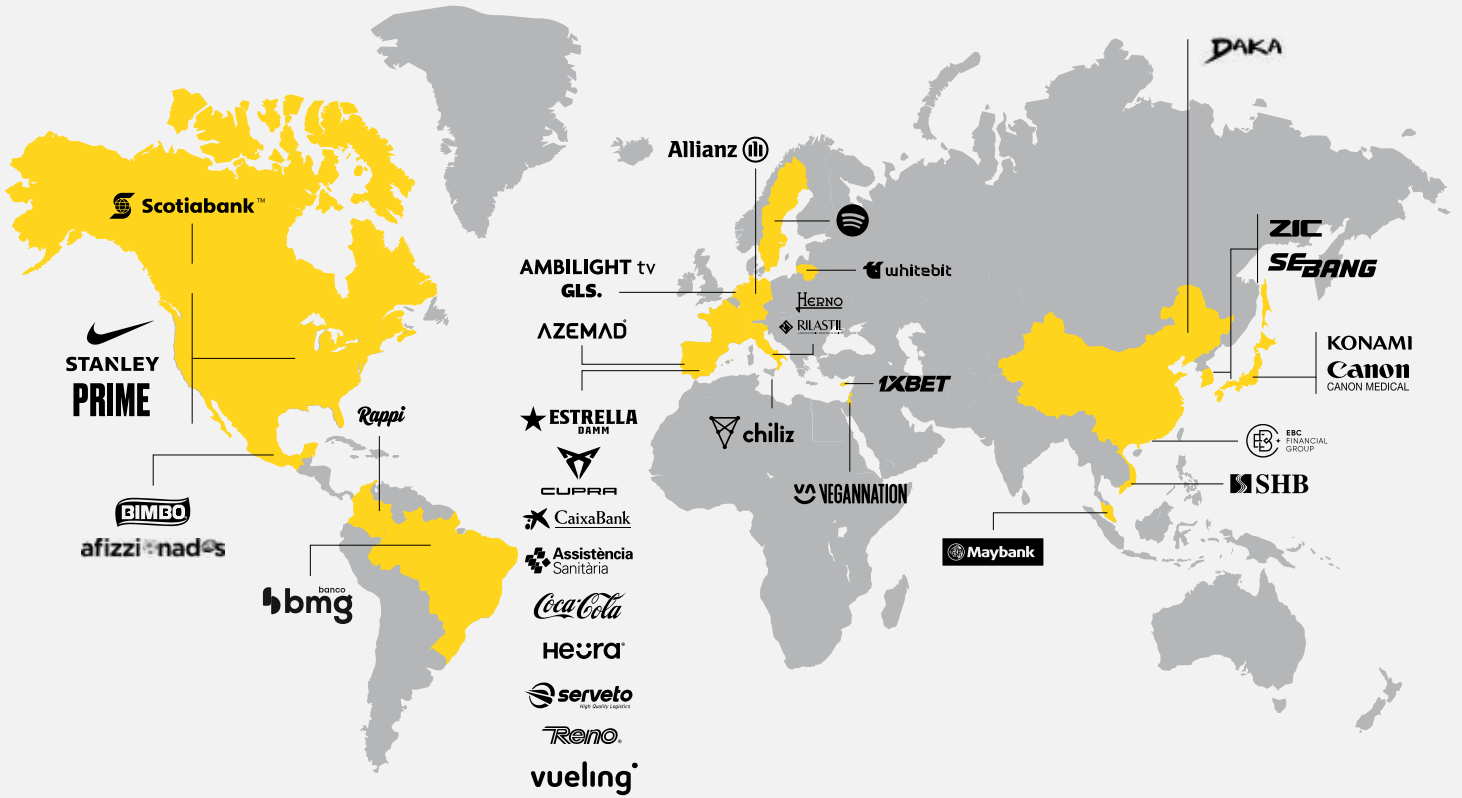 DAKA
Allianz
Scotiabank™
ZIC
SEBANG
AMBILIGHT tv
GLS.
whitebit
HERNO
RILASTIL
AZEMAD
STANLEY
PRIME
KONAMI
Canon
CANON MEDICAL
1XBET
Rappi
ESTRELLA
DAMM
chiliz
EBC
FINANCIAL
GROUP
CUPRA
SHB
VEGANNATION
BIMBO
CaixaBank
afizzionados
Maybank
Assistència
Sanitària
banco
bmg
Coca-Cola
Heüra
serveto
High Quality Logistics
Reno®
vueling